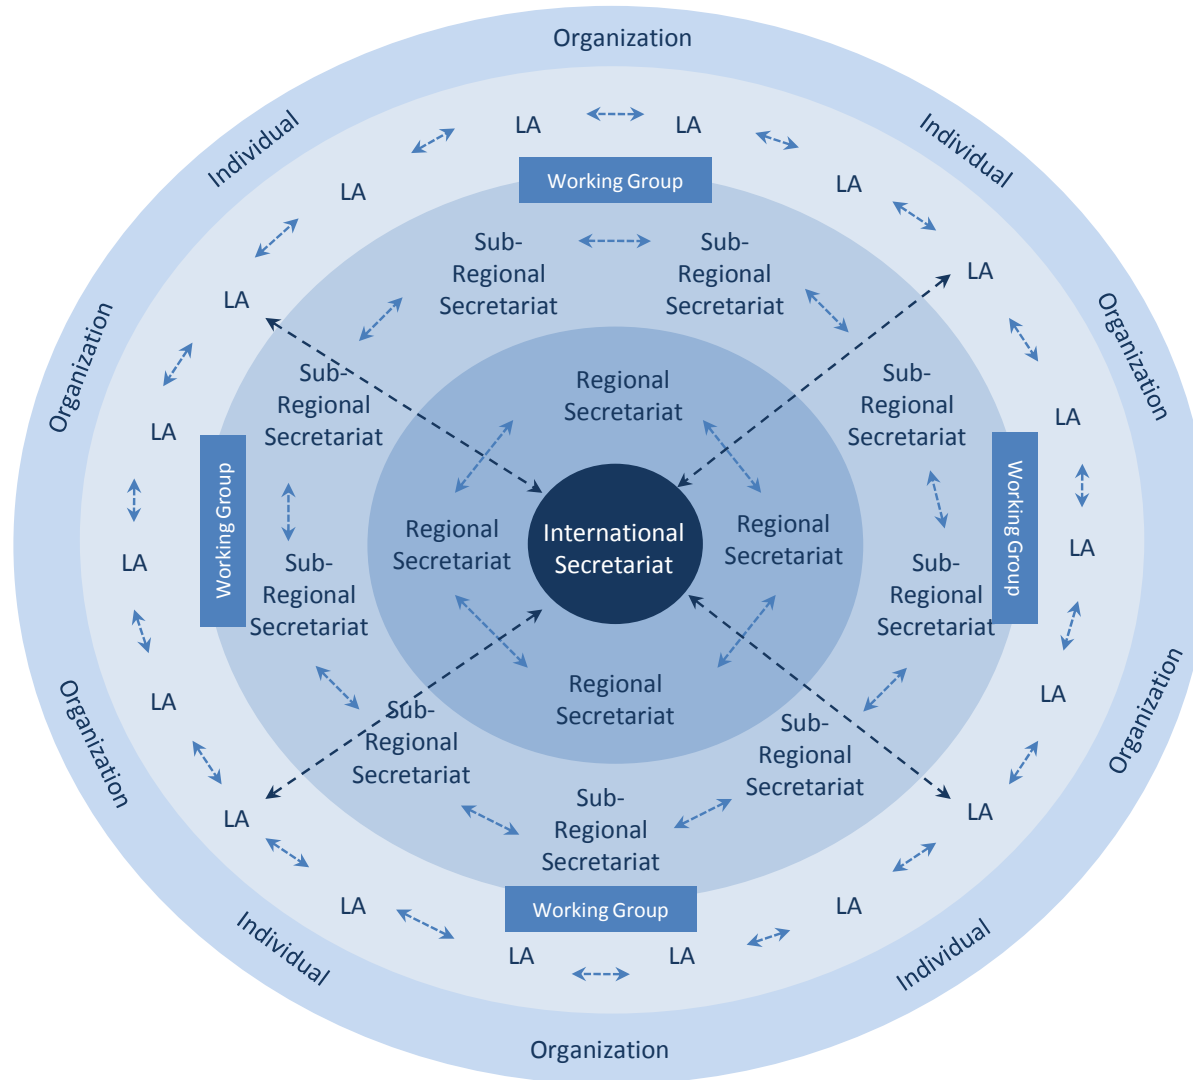 Organization
Individual
Individual
LA
LA
LA
LA
Working Group
Sub-
Regional
Secretariat
Sub-
Regional
Secretariat
LA
LA
Organization
Organization
Sub-
Regional
Secretariat
Regional
Secretariat
Sub-
Regional
Secretariat
LA
LA
Working Group
Working Group
Regional
Secretariat
International
Secretariat
Regional
Secretariat
LA
LA
Sub-
Regional
Secretariat
Sub-
Regional
Secretariat
LA
LA
Organization
Organization
Regional
Secretariat
Sub-
Regional
Secretariat
Sub-
Regional
Secretariat
LA
LA
Sub-
Regional
Secretariat
LA
LA
Working Group
Individual
Individual
LA
LA
Organization